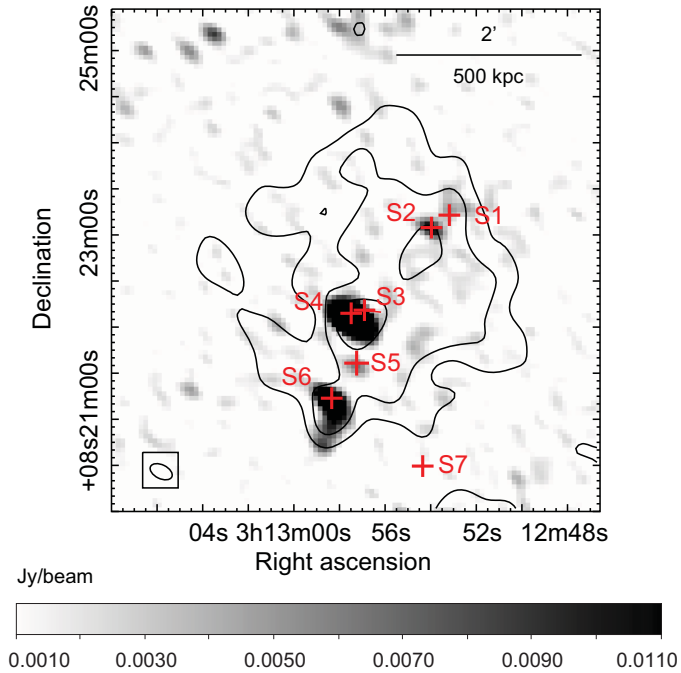 2'
500 kpc
25m00s
S2
S1
23m00s
Declination
S4
S3
S5
S6
+08s21m00s
S7
04s 3h13m00s 56s 52s 12m48s
Right ascension
Jy/beam
0.0010 0.0030 0.0050 0.0070 0.0090 0.0110